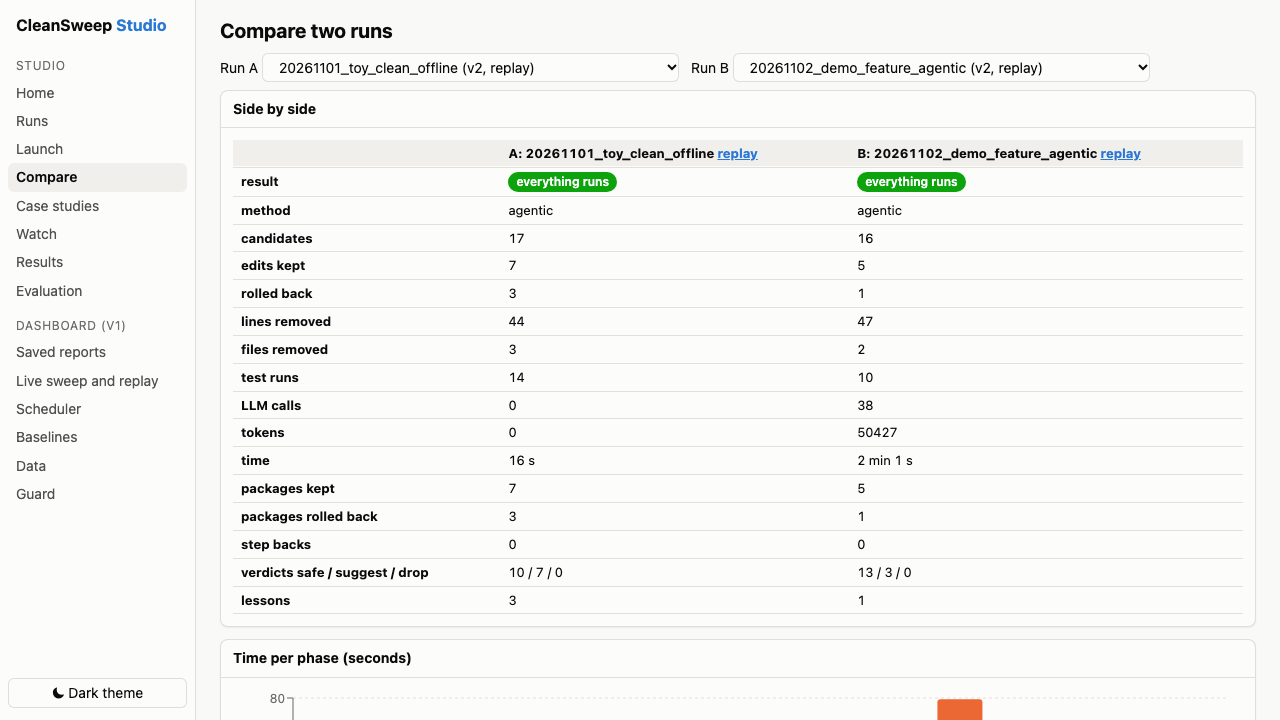 CleanSweep Studio
STUDIO
Home
Runs
Launch
Compare
Case studies
Watch
Results
Evaluation
DASHBOARD (V1)
Saved reports
Live sweep and replay
Scheduler
Baselines
Data
Guard
Dark theme
Compare two runs
Run A 20261101_toy_clean_offline (v2, replay) Run B 20261102_demo_feature_agentic (v2, replay)
Side by side
A: 20261101_toy_clean_offline replay B: 20261102_demo_feature_agentic replay
result everything runs everything runs
method agentic agentic
candidates 17 16
edits kept 7 5
rolled back 3 1
lines removed 44 47
files removed 3 2
test runs 14 10
LLM calls 0 38
tokens 0 50427
time 16 s 2 min 1 s
packages kept 7 5
packages rolled back 3 1
step backs 0 0
verdicts safe / suggest / drop 10 / 7 / 0 13 / 3 / 0
lessons 3 1
Time per phase (seconds)
80